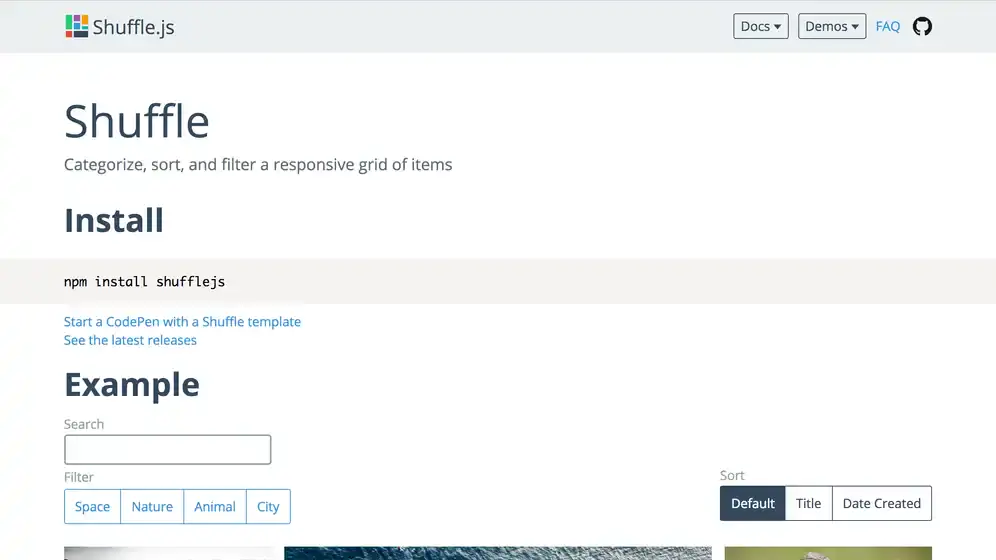 Shuffle.js
Docs
Demos
FAQ
Shuffle
Categorize, sort, and filter a responsive grid of items
Install
npm install shufflejs
Start a CodePen with a Shuffle template
See the latest releases
Example
Search
Filter
Space Nature Animal City
Sort
Default Title Date Created